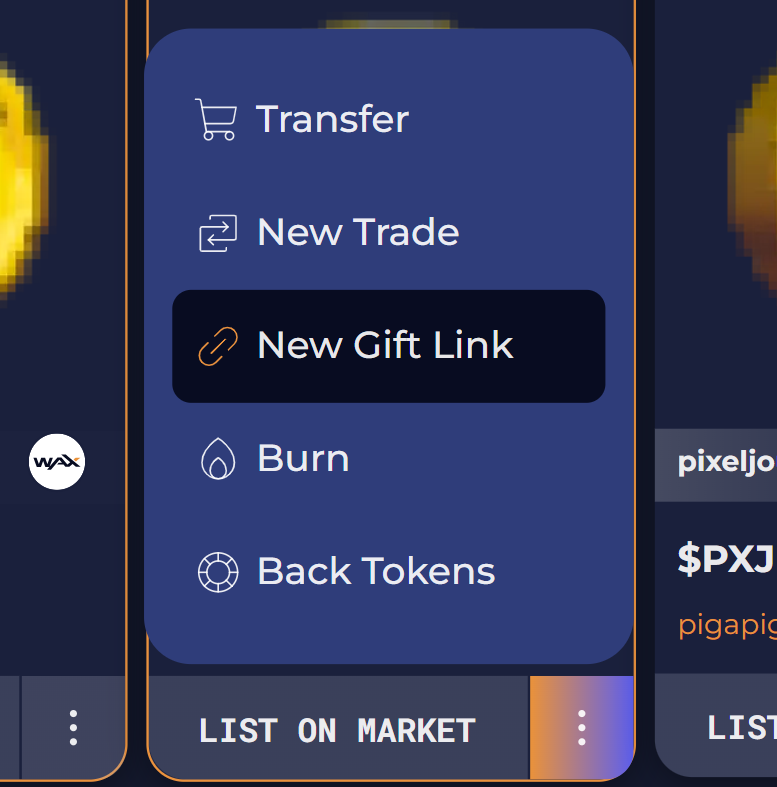 Transfer
New Trade
New Gift Link
Burn
Back Tokens
WAX
pixeljo
$PXJ
pigapig
LIST ON MARKET
LIST